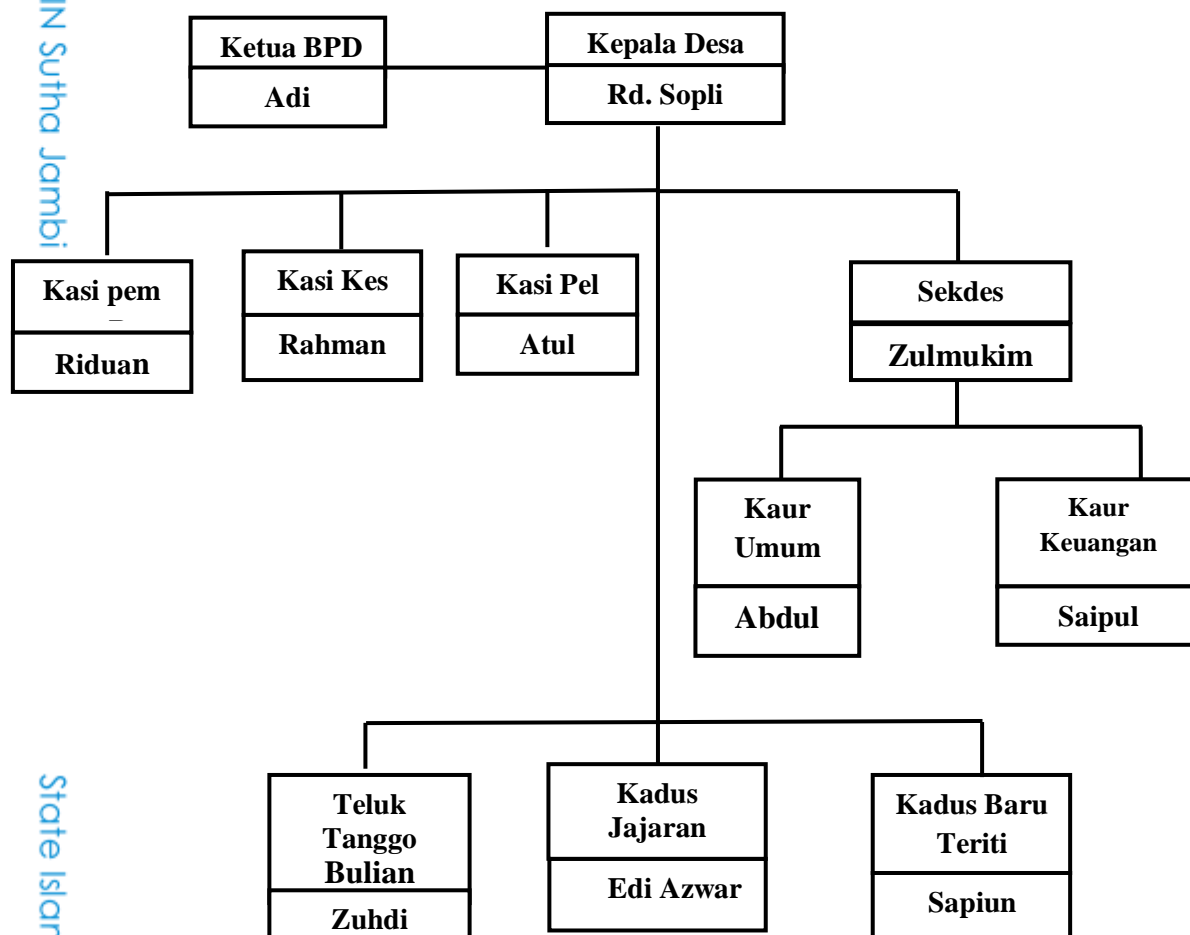 Ketua BPD
Adi
Kepala Desa
Rd. Sopli
Kasi pem
Riduan
Kasi Kes
Rahman
Kasi Pel
Atul
Sekdes
Zulmukim
Kaur
Umum
Abdul
Kaur
Keuangan
Saipul
Teluk
Tanggo
Bulian
Zuhdi
Kadus
Jajaran
Edi Azwar
Kadus Baru
Teriti
Sapiun
Sutha Jambi
State